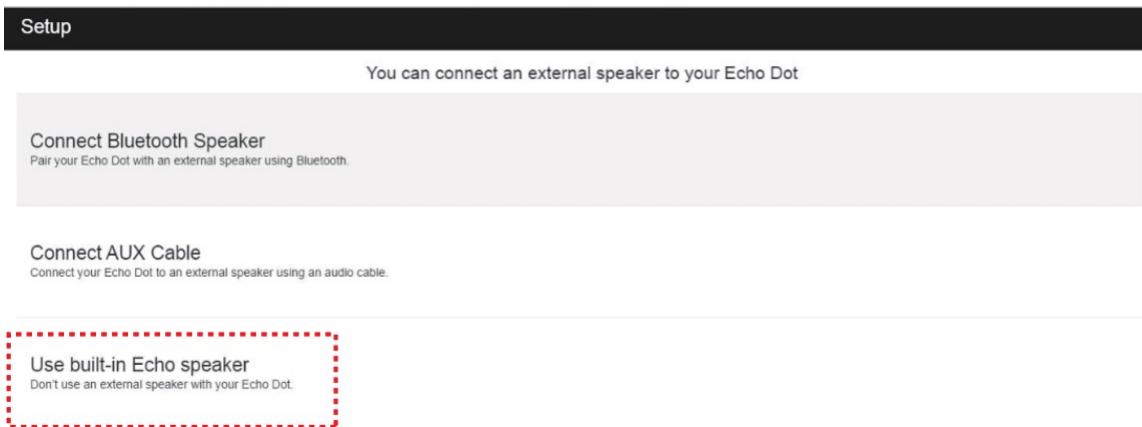 Setup
You can connect an external speaker to your Echo Dot
Connect Bluetooth Speaker
Pair your Echo Dot with an external speaker using Bluetooth.
Connect AUX Cable
Connect your Echo Dot to an external speaker using an audio cable.
Use built-in Echo speaker
Don't use an external speaker with your Echo Dot.